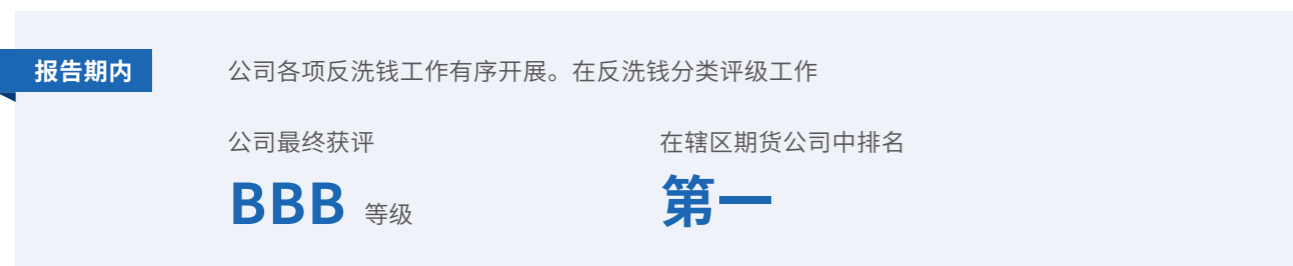 报告期内
公司各项反洗钱工作有序开展。在反洗钱分类评级工作
公司最终获评
BBB 等级
在辖区期货公司中排名
第一